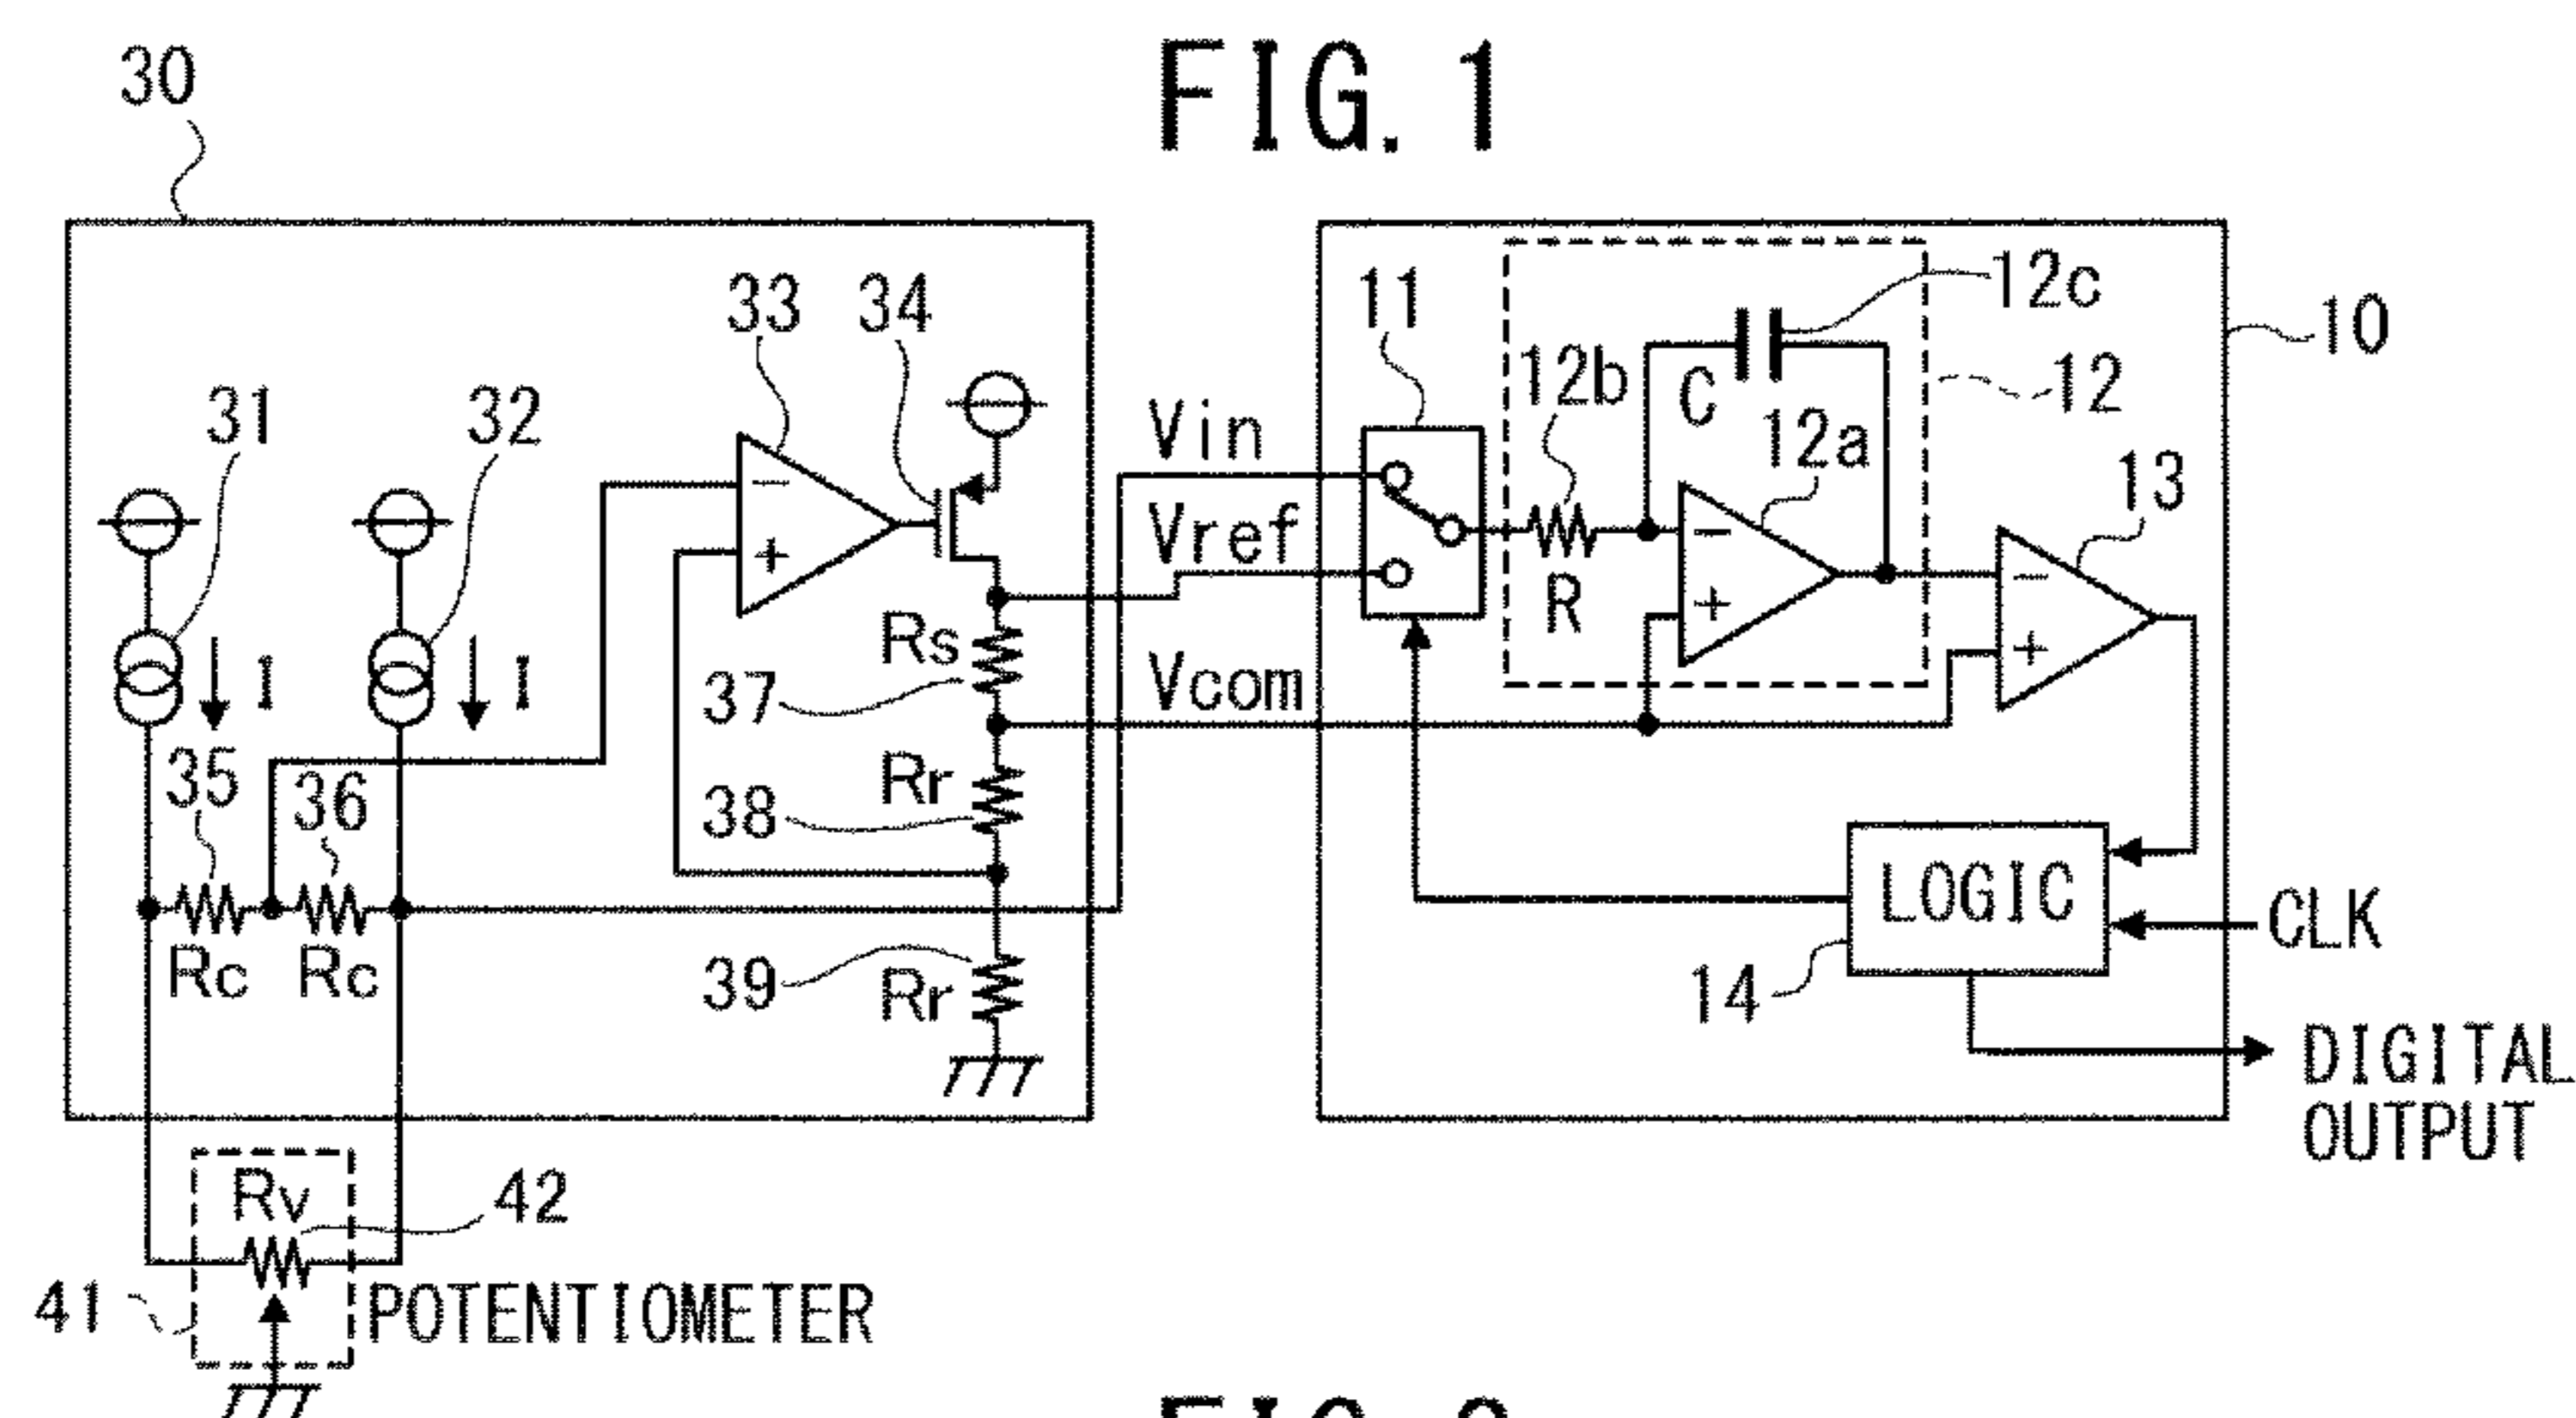 FIG. 1
30
33 34
31 32
I I
35 36
Rc Rc
Rs
37
Rr
38
39
Rr
Vin
Vref
Vcom
11
12b
R
C
12a
12c
12
10
13
LOGIC
14
CLK
DIGITAL
OUTPUT
Rv
42
41
POTENTIOMETER